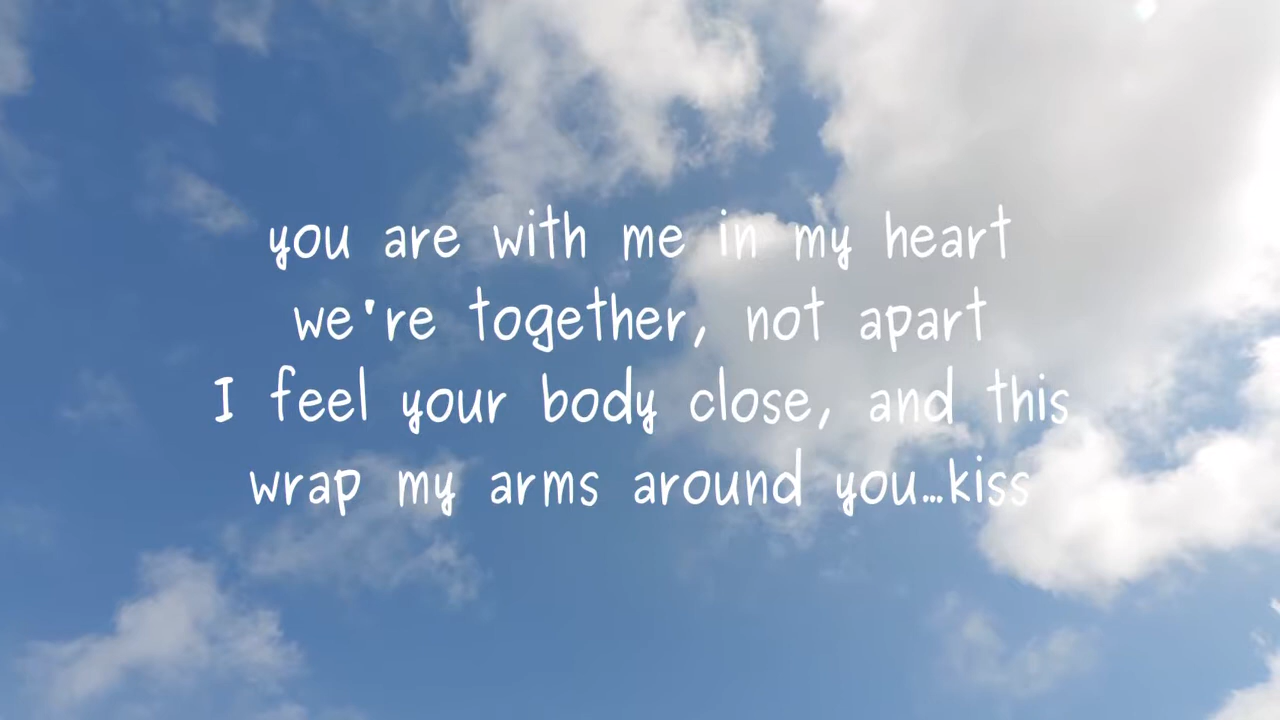 you are with me in my heart
we're together, not apart
I feel your body close, and this
wrap my arms around you...kiss